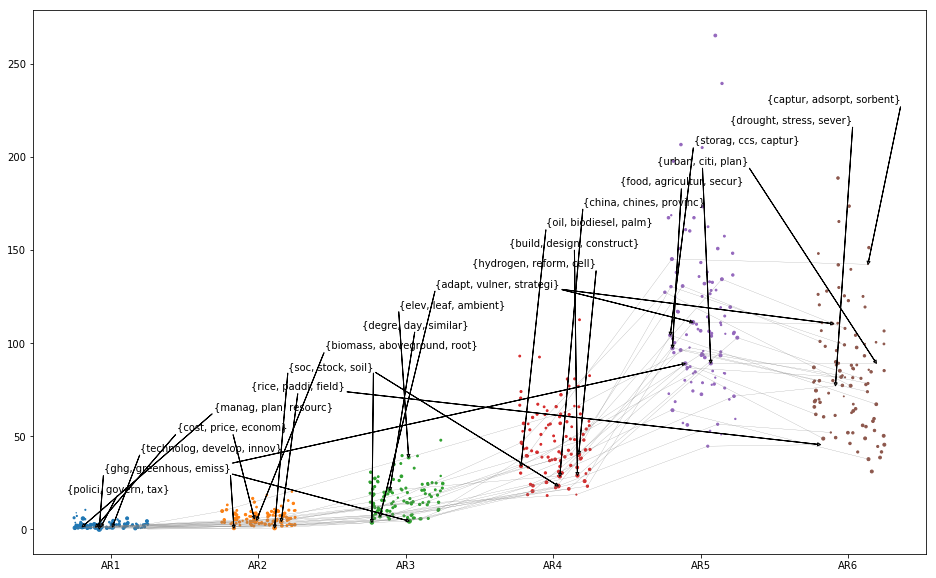 250
200
150
100
50
0
{captur, adsorpt, sorbent}
{drought, stress, sever}
{storag, ccs, captur}
{urban, citi, plan}
{food, agricultur, secur}
{china, chines, provinc}
{oil, biodiesel, palm}
{build, design, construct}
{hydrogen, reform, cell}
{adapt, vulner, strategi}
{elev, leaf, ambient}
{degre, day, similar}
{biomass, aboveground, root}
{soc, stock, soil}
{rice, paddi, field}
{manag, plan, resourc}
{cost, price, econom}
{technolog, develop, innov}
{ghg, greenhous, emiss}
{polici, govern, tax}
AR1 AR2 AR3 AR4 AR5 AR6